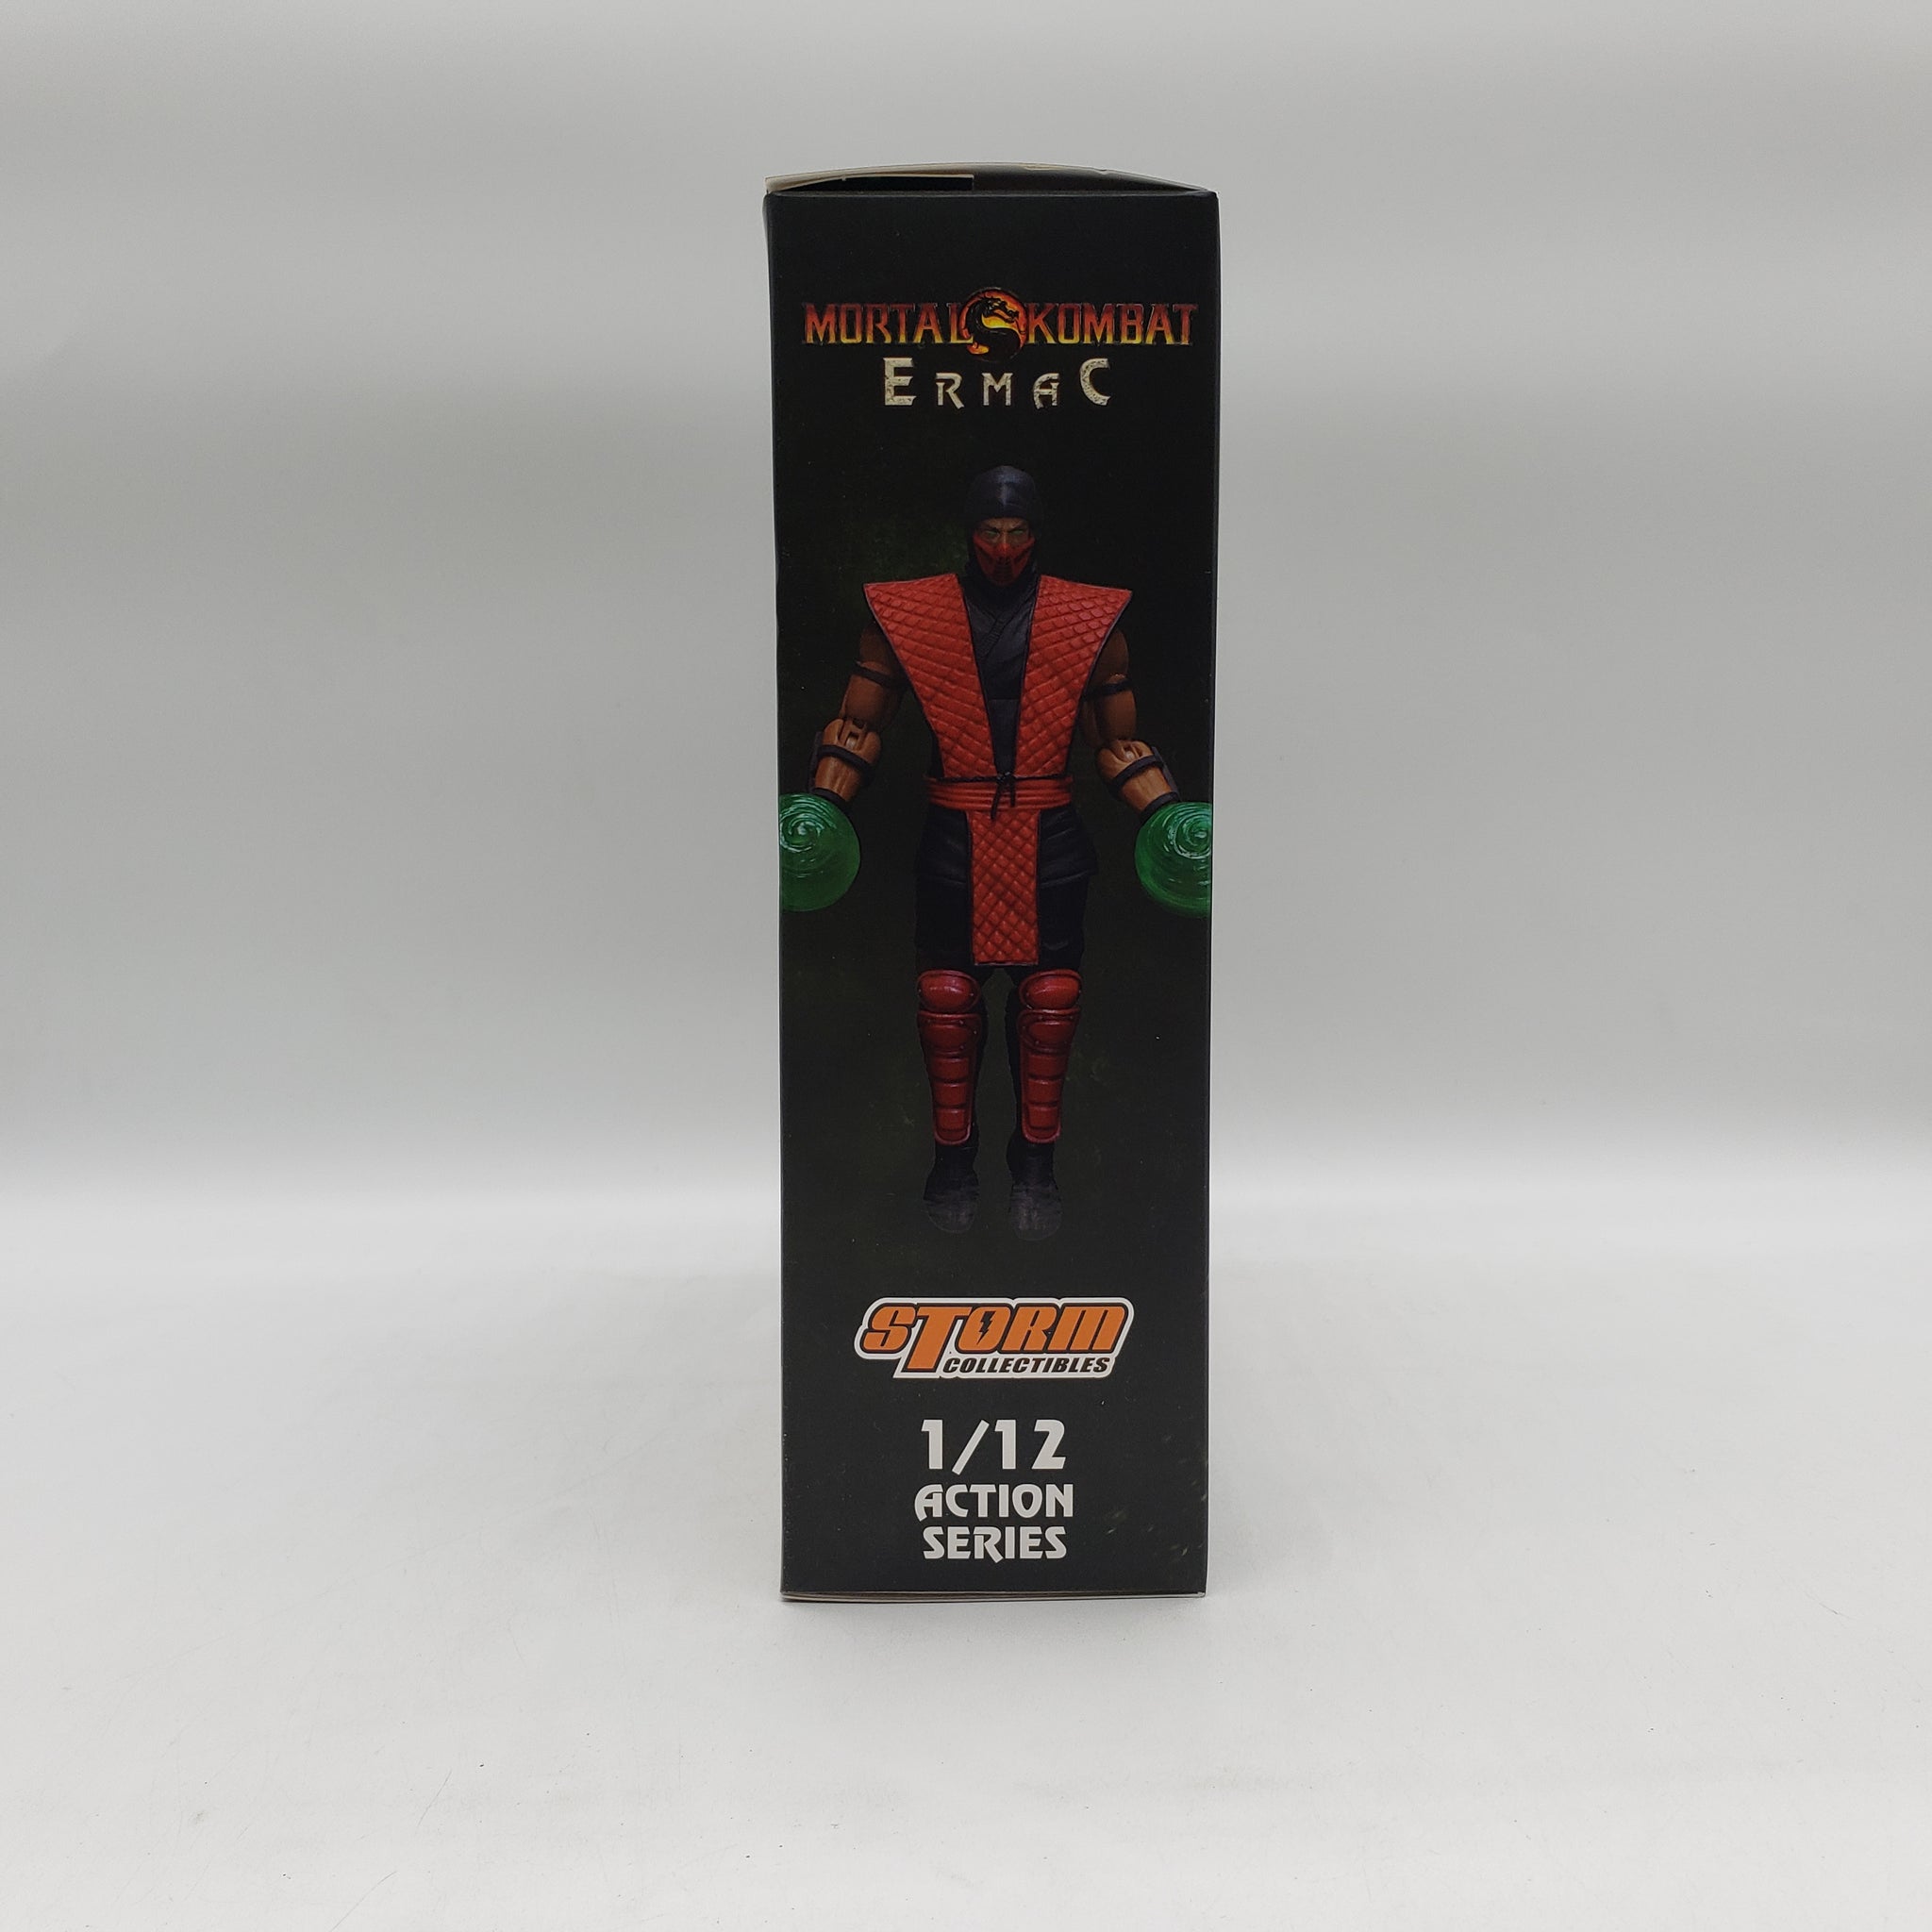 MORTAL KOMBAT
ERMAC
STORM
COLLECTIBLES
1/12
ACTION
SERIES